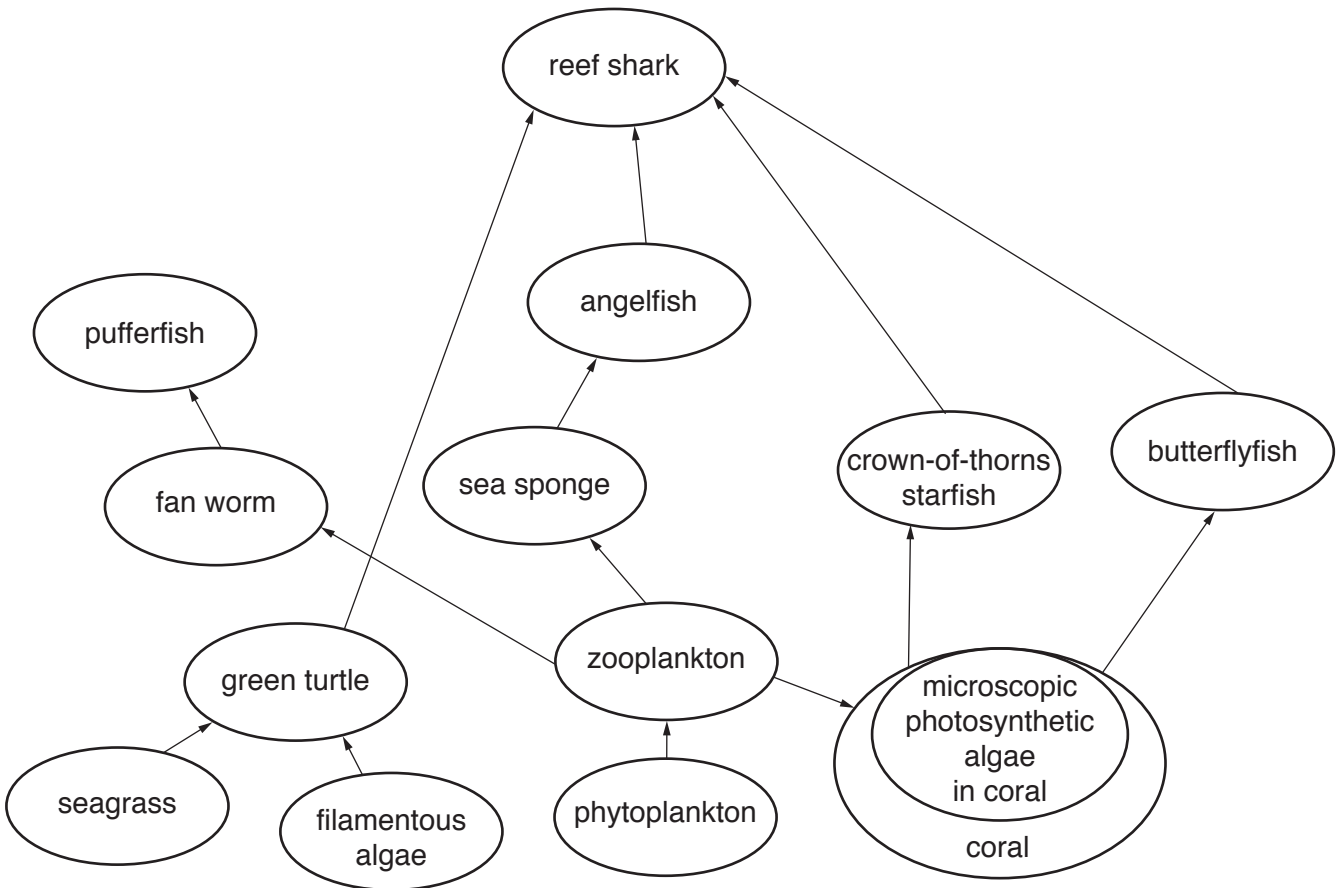 reef shark
angelfish
pufferfish
butterflyfish
crown-of-thorns
starfish
sea sponge
fan worm
zooplankton
green turtle
microscopic
photosynthetic
algae
in coral
seagrass
filamentous
algae
phytoplankton
coral